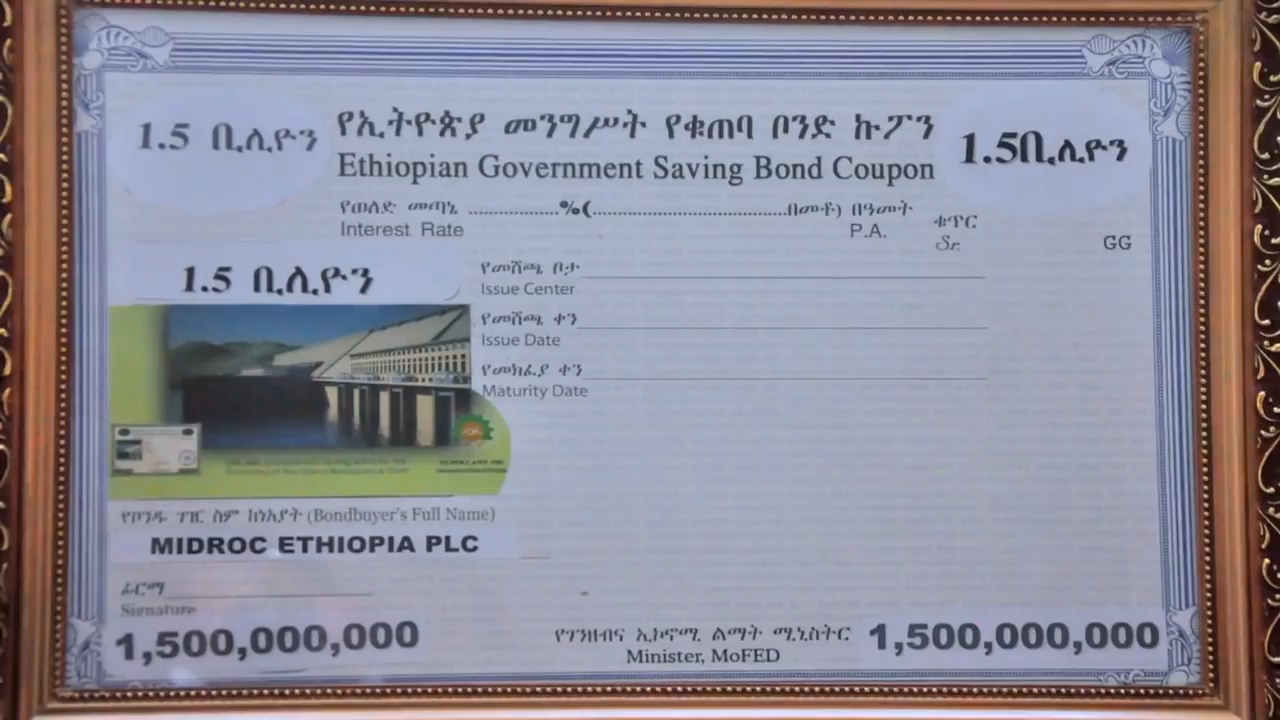 1.5 ቢሊዮን
የኢትዮጵያ መንግሥት የቁጠባ ቦንድ ኩፖን
1.5ቢሊዮን
Ethiopian Government Saving Bond Coupon
የወለድ መጣኔ ..................%(.......................................በመቶ) በዓመት
Interest Rate P.A.
ቁጥር
Sr. GG
1.5 ቢሊዮን
የመሸጫ ቦታ
Issue Center
የመሸጫ ቀን
Issue Date
የመክፈያ ቀን
Maturity Date
የቦንዱ ገዢ ስም ከነአያት (Bondbuyer's Full Name)
MIDROC ETHIOPIA PLC
ፊርማ
Signature
1,500,000,000
የገንዘብና ኢኮኖሚ ልማት ሚኒስትር
Minister, MoFED
1,500,000,000